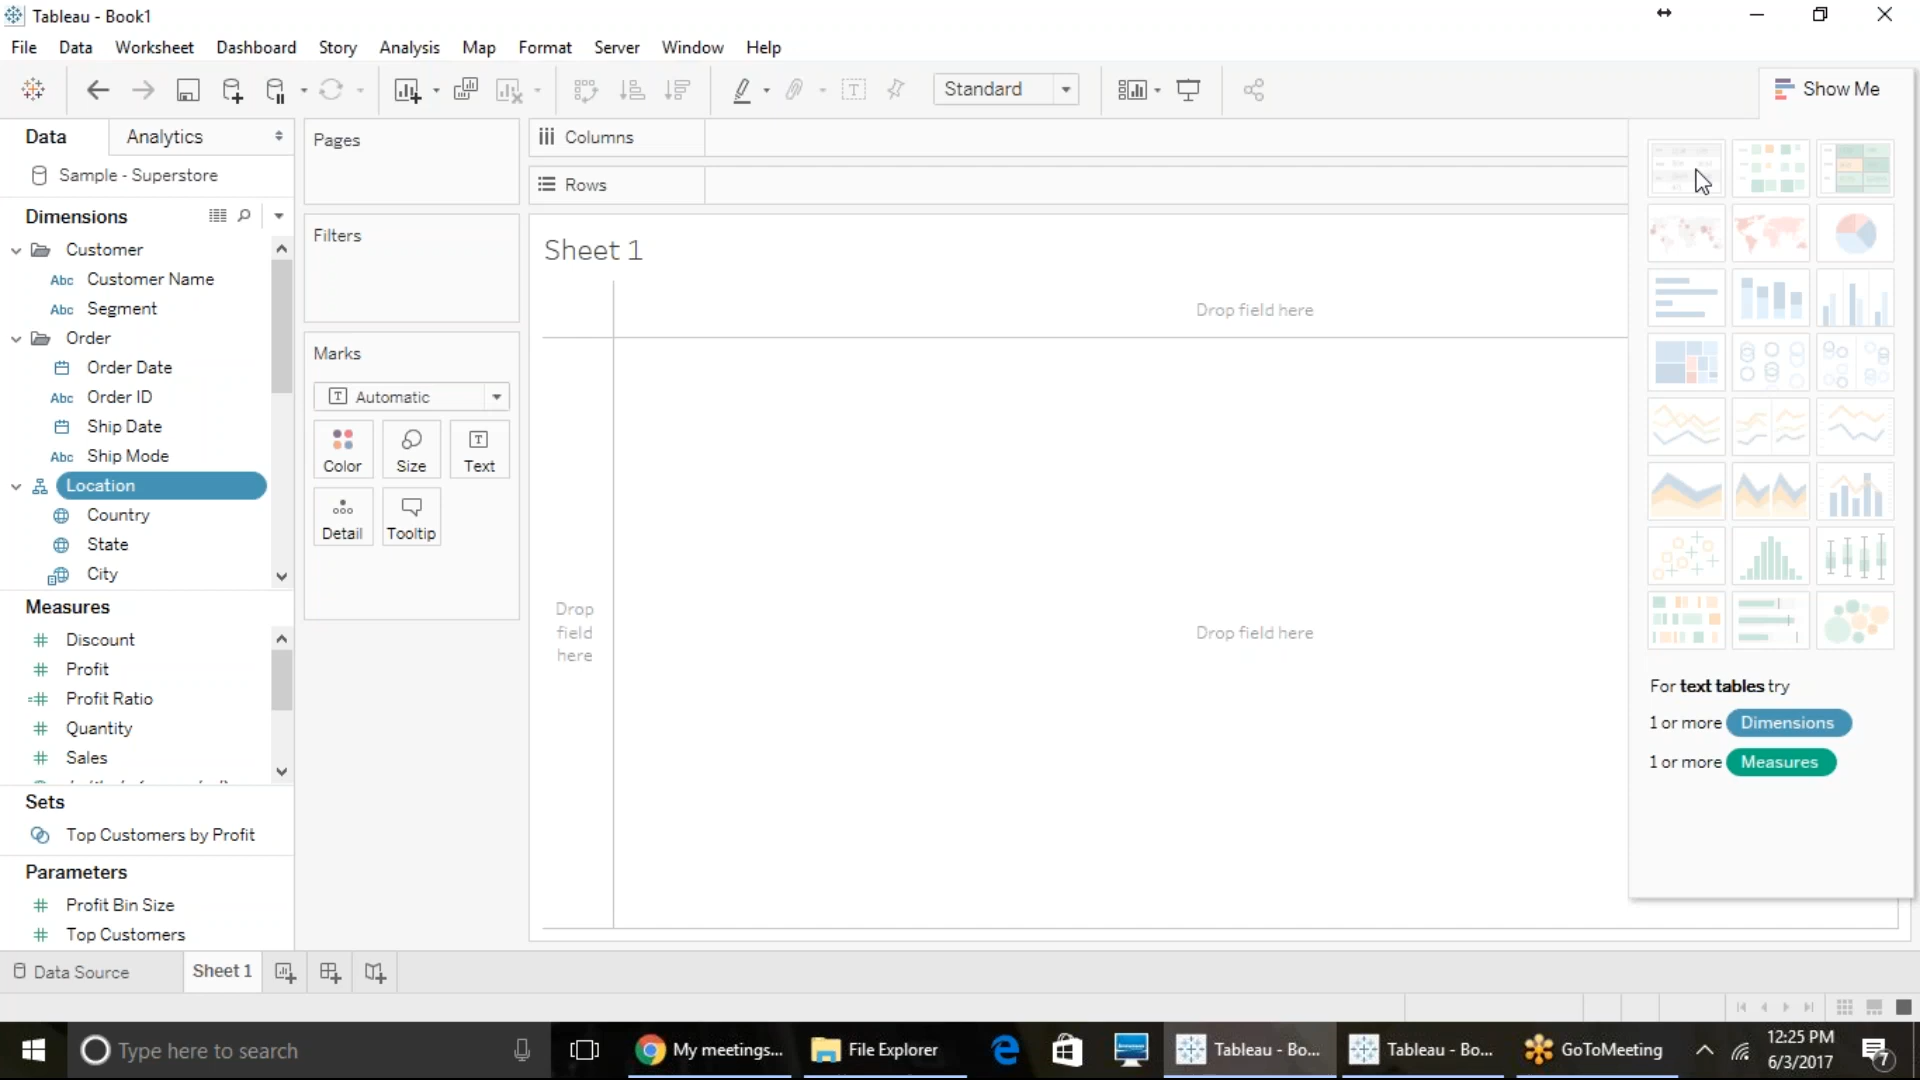 Tableau - Book1
File Data Worksheet Dashboard Story Analysis Map Format Server Window Help
Standard
Show Me
Data Analytics
Sample - Superstore
Dimensions
Customer
Abc Customer Name
Abc Segment
Order
Order Date
Abc Order ID
Ship Date
Abc Ship Mode
Location
Country
State
City
Measures
Discount
Profit
Profit Ratio
Quantity
Sales
Sets
Top Customers by Profit
Parameters
Profit Bin Size
Top Customers
Pages
Filters
Marks
Automatic
Color Size Text
Detail Tooltip
Columns
Rows
Sheet 1
Drop field here
Drop
field
here
Drop field here
For text tables try
1 or more Dimensions
1 or more Measures
Data Source Sheet 1
Type here to search
My meetings...
File Explorer
Tableau - Bo...
Tableau - Bo...
GoToMeeting
12:25 PM
6/3/2017
7